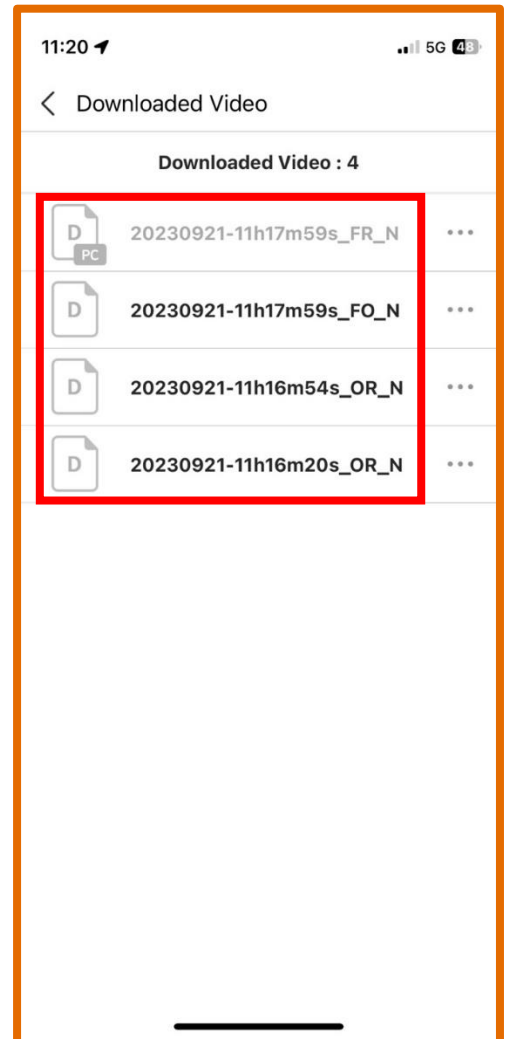 11:20 5G 48
Downloaded Video
Downloaded Video : 4
D PC 20230921-11h17m59s_FR_N
D 20230921-11h17m59s_FO_N
D 20230921-11h16m54s_OR_N
D 20230921-11h16m20s_OR_N